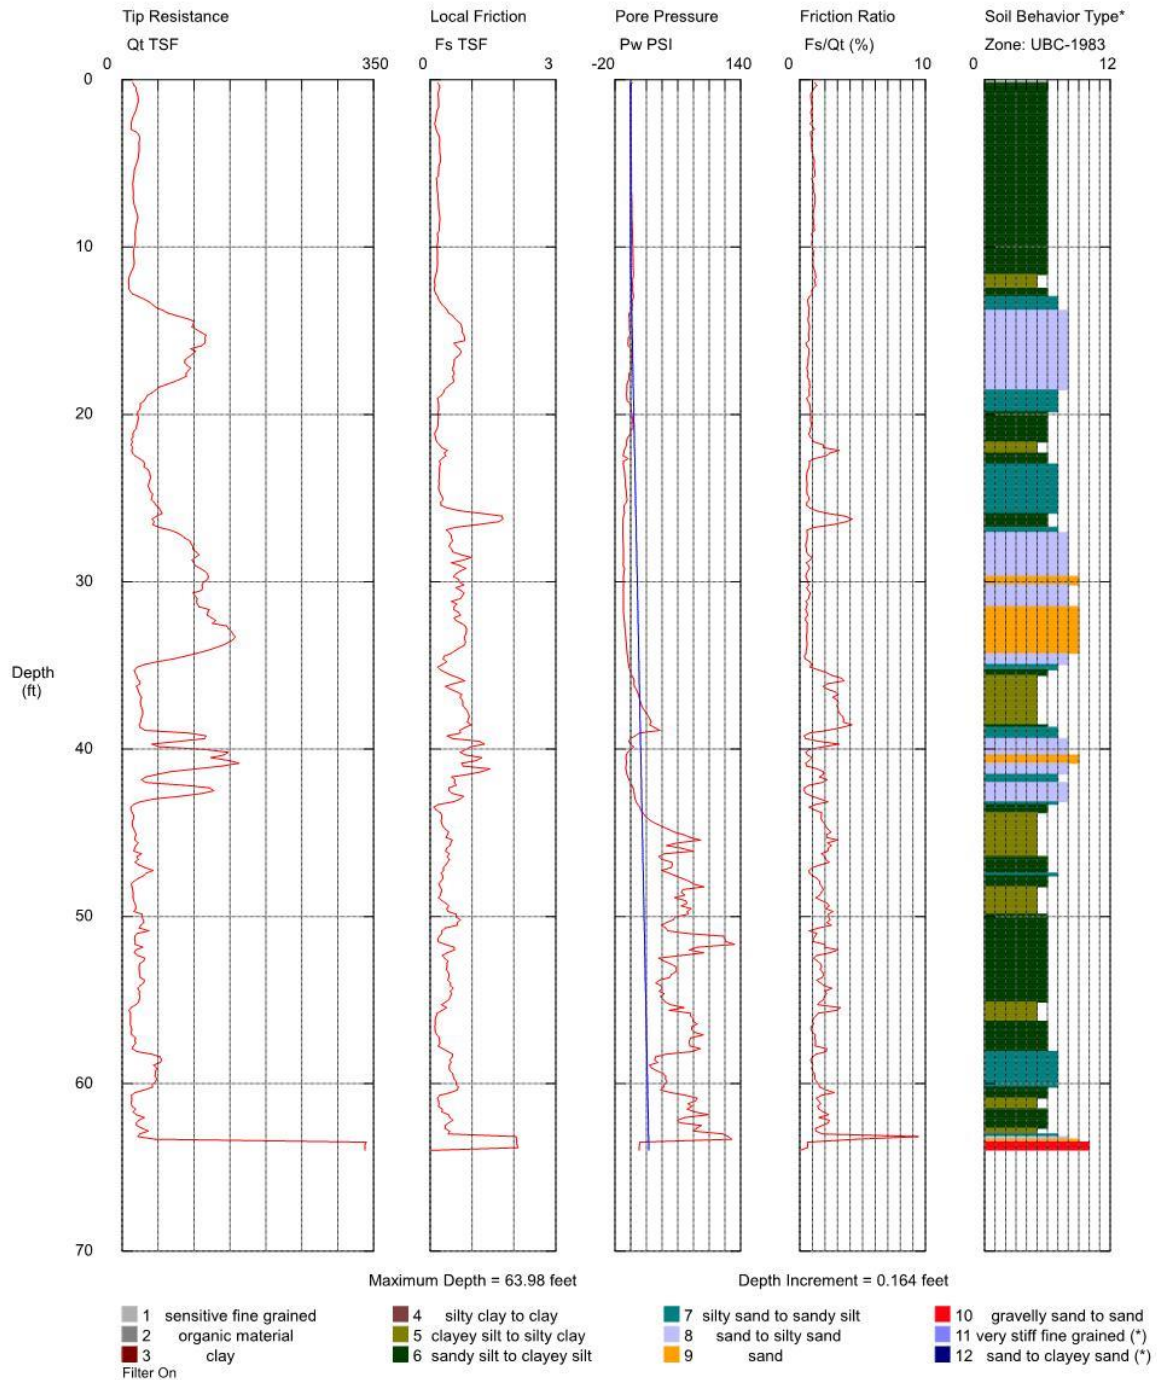 Tip Resistance Local Friction Pore Pressure Friction Ratio Soil Behavior Type*
Qt TSF Fs TSF Pw PSI Fs/Qt (%) Zone: UBC-1983
0 350 0 3 -20 140 0 10 0 12
0
10
20
30
Depth
(ft)
40
50
60
70
Maximum Depth = 63.98 feet Depth Increment = 0.164 feet
1 sensitive fine grained 4 silty clay to clay 7 silty sand to sandy silt 10 gravelly sand to sand
2 organic material 5 clayey silt to silty clay 8 sand to silty sand 11 very stiff fine grained (*)
3 clay 6 sandy silt to clayey silt 9 sand 12 sand to clayey sand (*)
Filter On